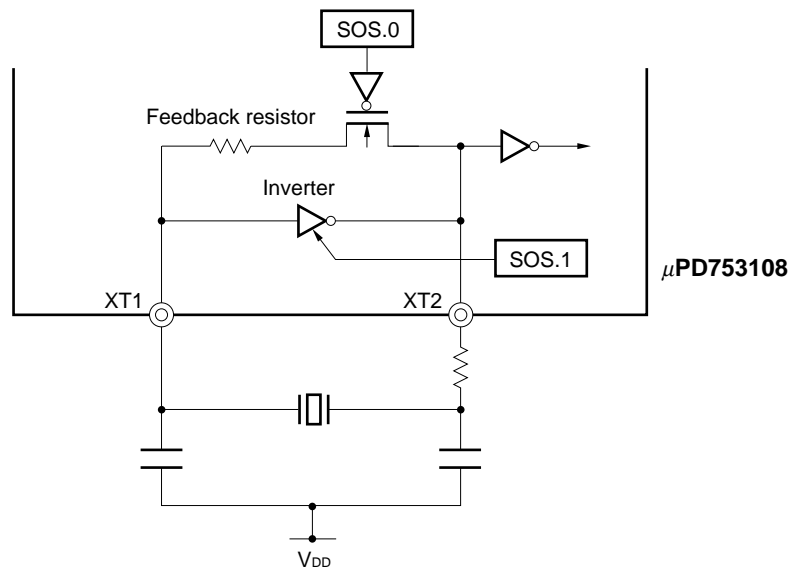 SOS.0
Feedback resistor
Inverter
SOS.1
μPD753108
XT1
XT2
VDD